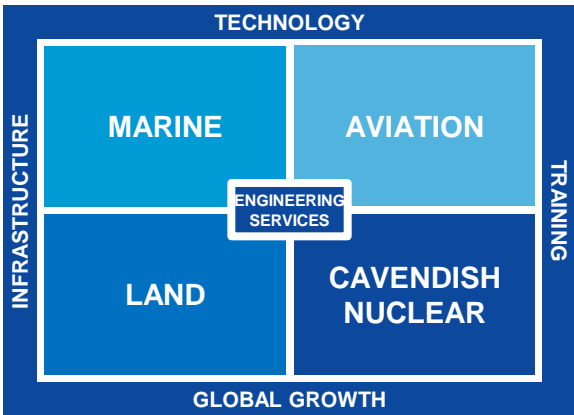 TECHNOLOGY
MARINE
AVIATION
INFRASTRUCTURE
ENGINEERING
SERVICES
TRAINING
LAND
CAVENDISH
NUCLEAR
GLOBAL GROWTH